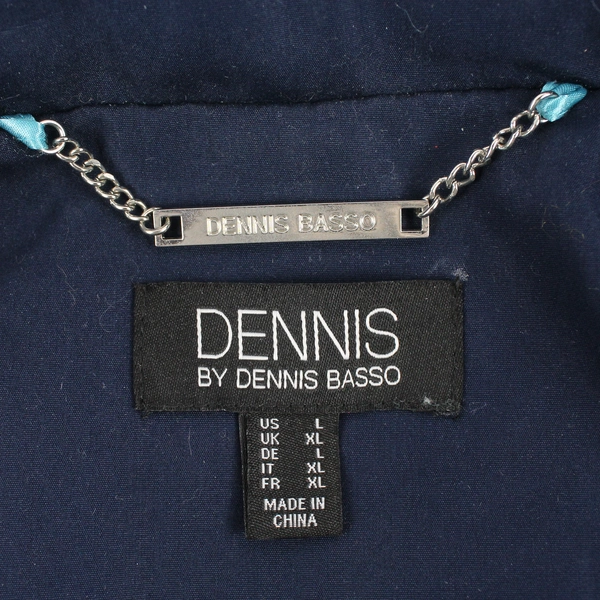 DENNIS BASSO
DENNIS
BY DENNIS BASSO
US L
UK XL
DE L
IT XL
FR XL
MADE IN
CHINA